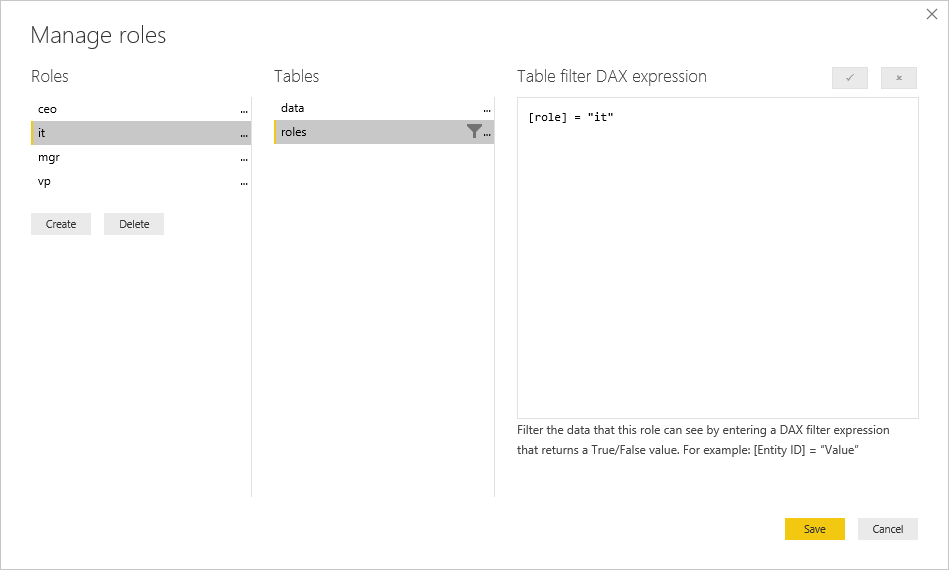 Manage roles
Roles
ceo ...
it ...
mgr ...
vp ...
Create Delete
Tables
data ...
roles ...
Table filter DAX expression
[role] = "it"
Filter the data that this role can see by entering a DAX filter expression
that returns a True/False value. For example: [Entity ID] = “Value”
Save Cancel